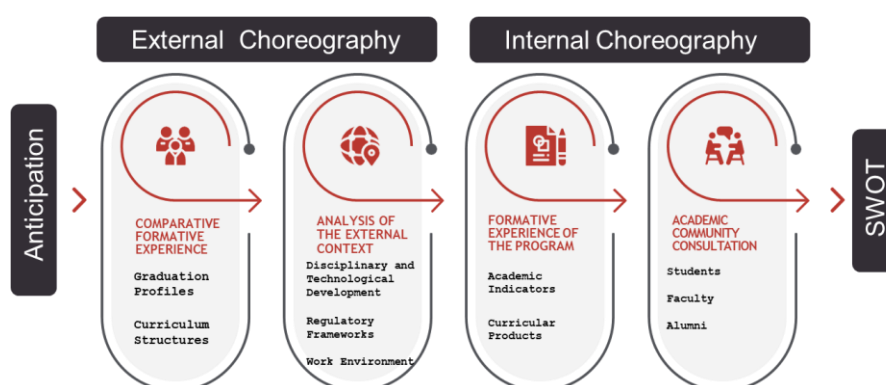 External Choreography
Internal Choreography
Anticipation
COMPARATIVE
FORMATIVE
EXPERIENCE
Graduation
Profiles
Curriculum
Structures
ANALYSIS OF
THE EXTERNAL
CONTEXT
Disciplinary and
Technological
Development
Regulatory
Frameworks
Work Environment
FORMATIVE
EXPERIENCE OF
THE PROGRAM
Academic
Indicators
Curricular
Products
ACADEMIC
COMMUNITY
CONSULTATION
Students
Faculty
Alumni
SWOT